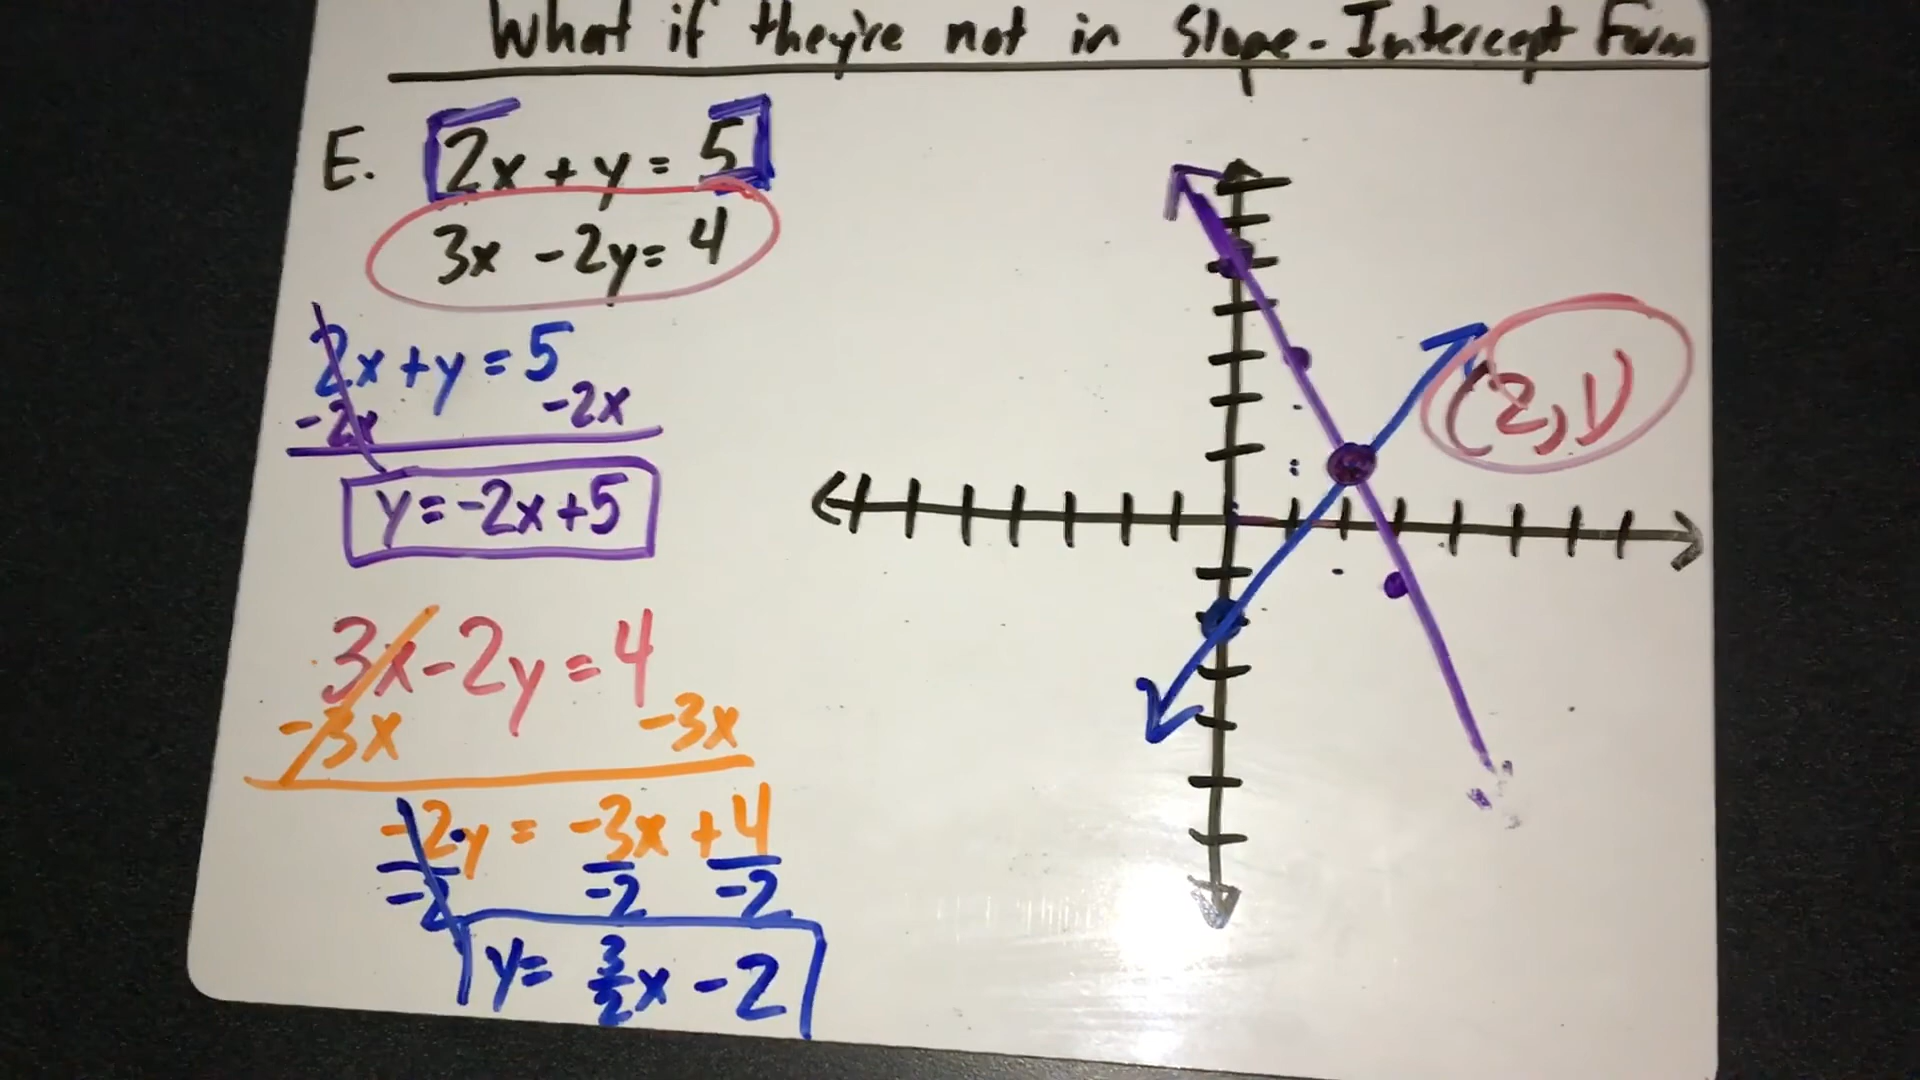 What if they're not in Slope-Intercept Form
E. 2x + y = 5
3x - 2y = 4
2x + y = 5
-2x -2x
y = -2x + 5
3x - 2y = 4
-3x -3x
-2y = -3x + 4
-2 -2 -2
y = 3/2 x - 2
(2, 1)